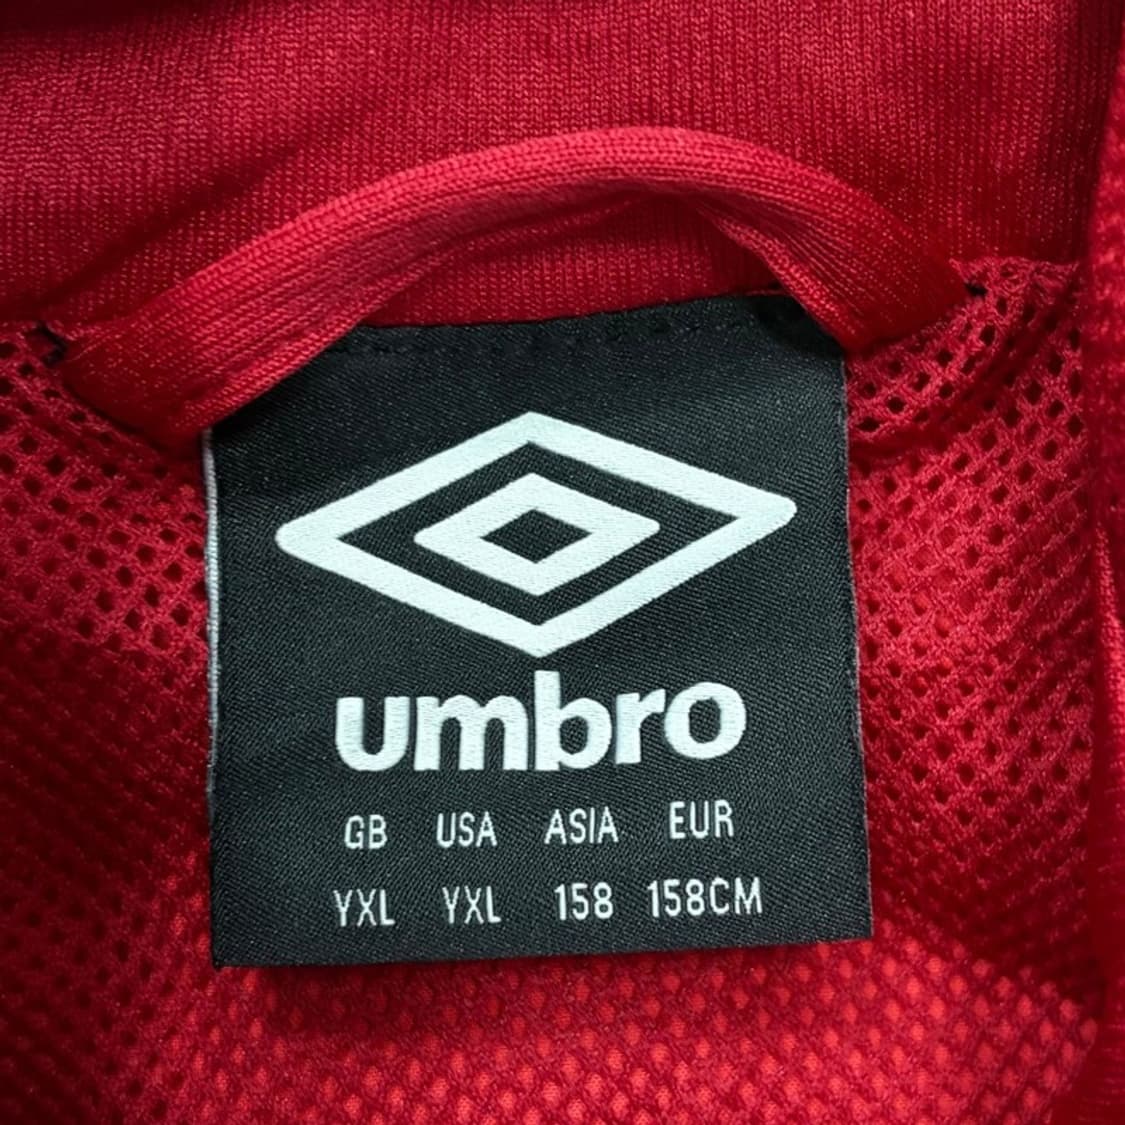 umbro
GB USA ASIA EUR
YXL YXL 158 158CM